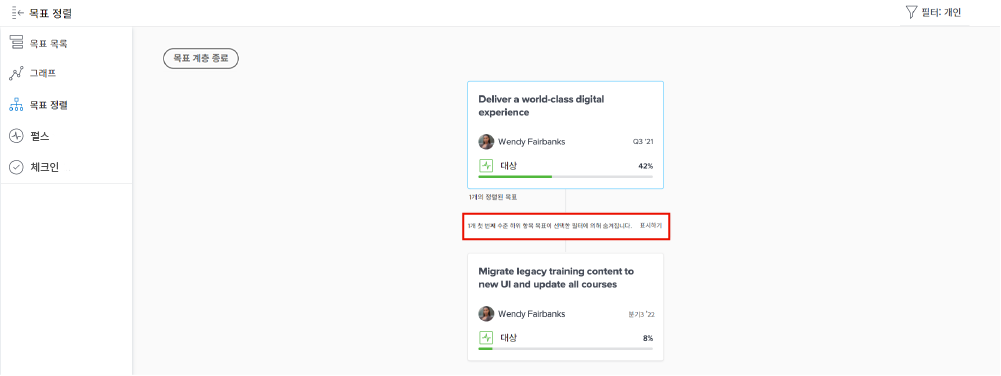 목표 정렬
필터: 개인
목표 목록
그래프
목표 정렬
펄스
체크인
목표 계층 종료
Deliver a world-class digital
experience
Wendy Fairbanks Q3 '21
대상 42%
1개의 정렬된 목표
1개 첫 번째 수준 하위 항목 목표이 선택한 필터에 의허 숨겨집니다. 표시하기
Migrate legacy training content to
new UI and update all courses
Wendy Fairbanks 분기3 '22
대상 8%